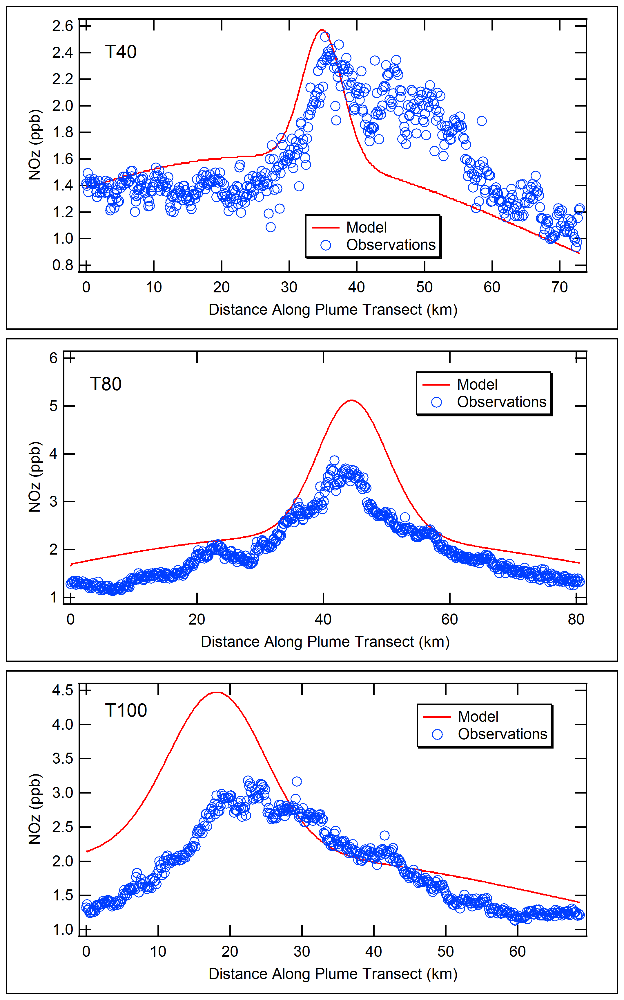 2.6
2.4
2.2
2.0
1.8
1.6
1.4
1.2
1.0
0.8
NOz (ppb)
T40
Model
Observations
0 10 20 30 40 50 60 70
Distance Along Plume Transect (km)
6
5
4
3
2
1
NOz (ppb)
T80
Model
Observations
0 20 40 60 80
Distance Along Plume Transect (km)
4.5
4.0
3.5
3.0
2.5
2.0
1.5
1.0
NOz (ppb)
T100
Model
Observations
0 10 20 30 40 50 60
Distance Along Plume Transect (km)